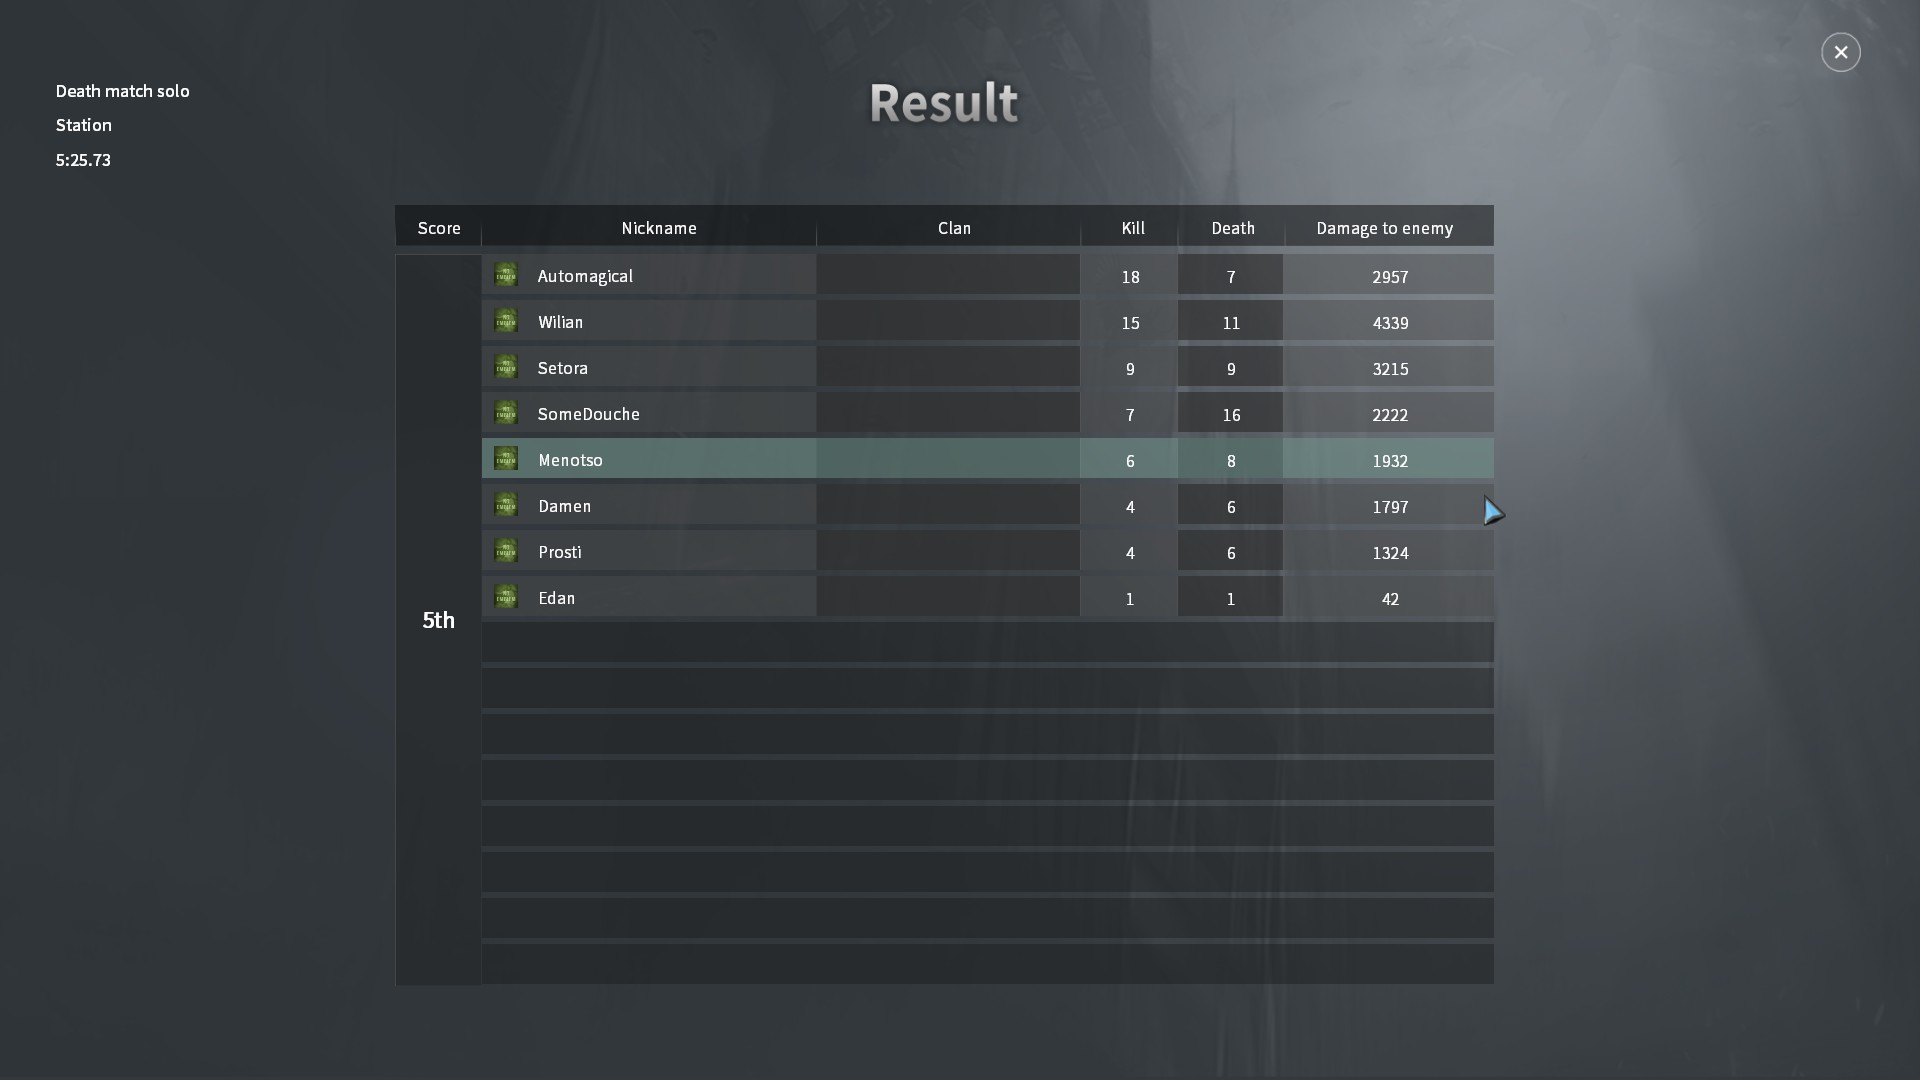 Death match solo
Station
5:25.73
Result
Score Nickname Clan Kill Death Damage to enemy
Automagical 18 7 2957
Wilian 15 11 4339
Setora 9 9 3215
SomeDouche 7 16 2222
Menotso 6 8 1932
Damen 4 6 1797
Prosti 4 6 1324
Edan 1 1 42
5th